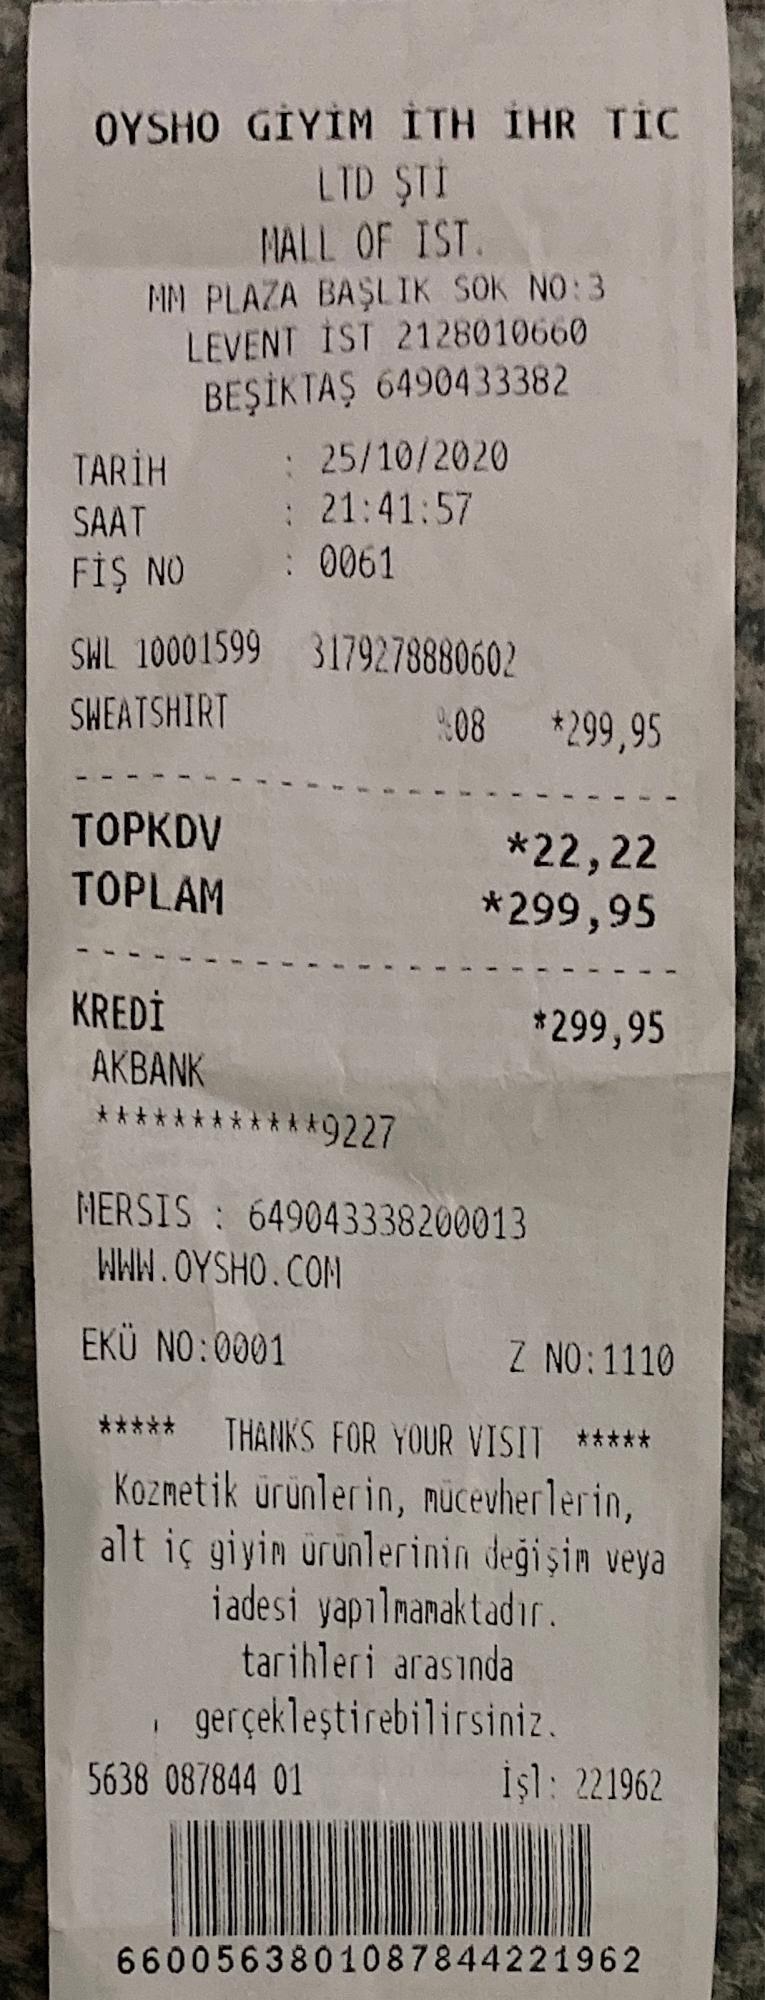 OYSHO GİYİM İTH İHR TİC
LTD ŞTİ
MALL OF IST.
MM PLAZA BAŞLIK SOK NO:3
LEVENT İST 2128010660
BEŞİKTAŞ 6490433382
TARİH : 25/10/2020
SAAT : 21:41:57
FİŞ NO : 0061
SWL 10001599 3179278880602
SWEATSHIRT %08 *299,95
TOPKDV *22,22
TOPLAM *299,95
KREDİ *299,95
AKBANK
************9227
MERSIS : 649043338200013
WWW.OYSHO.COM
EKÜ NO:0001 Z NO:1110
***** THANKS FOR YOUR VISIT *****
Kozmetik ürünlerin, mücevherlerin,
alt iç giyim ürünlerinin değişim veya
iadesi yapılmamaktadır.
tarihleri arasında
gerçekleştirebilirsiniz.
5638 087844 01 İşl: 221962
6600563801087844221962